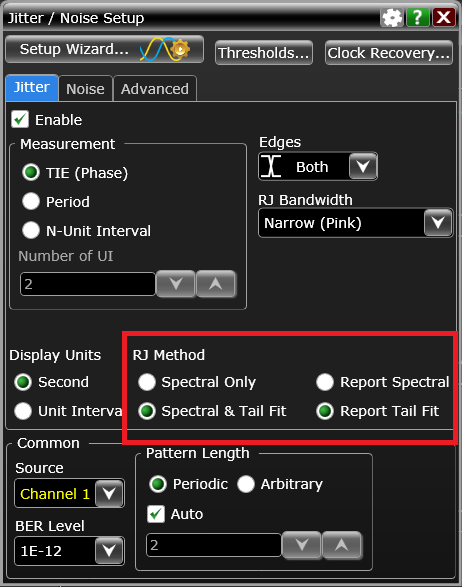 Jitter / Noise Setup
Setup Wizard... Thresholds... Clock Recovery...
Jitter Noise Advanced
Enable
Measurement
TIE (Phase)
Period
N-Unit Interval
Number of UI
2
Edges
Both
RJ Bandwidth
Narrow (Pink)
Display Units
Second
Unit Interva
RJ Method
Spectral Only Report Spectral
Spectral & Tail Fit Report Tail Fit
Common
Source
Channel 1
BER Level
1E-12
Pattern Length
Periodic Arbitrary
Auto
2